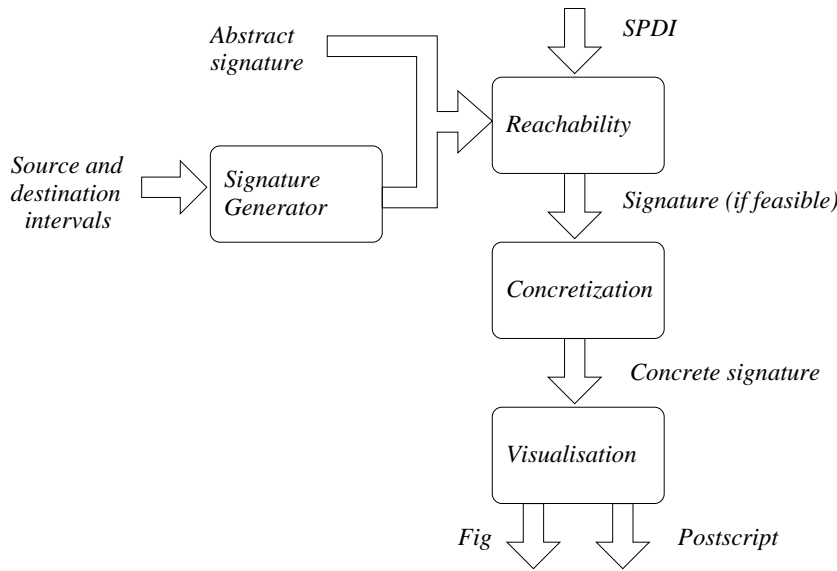 Abstract
signature
SPDI
Reachability
Source and
destination
intervals
Signature
Generator
Signature (if feasible)
Concretization
Concrete signature
Visualisation
Fig
Postscript